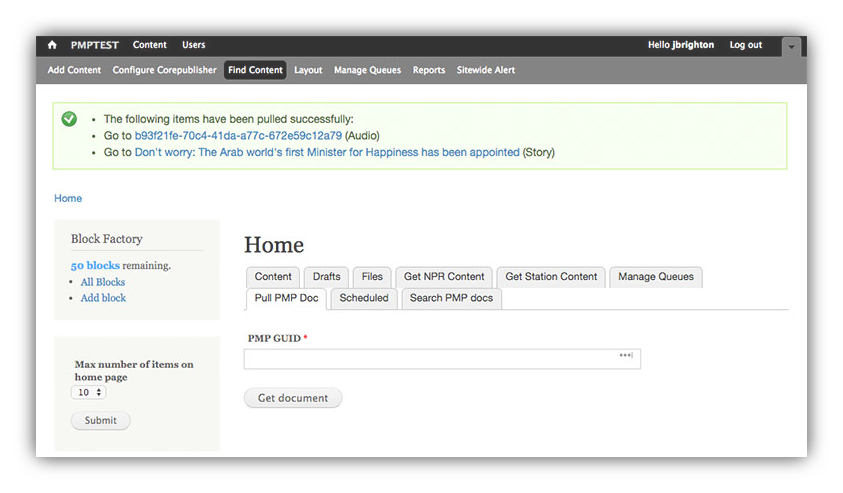 PMPTEST Content Users Hello jbrighton Log out
Add Content Configure Corepublisher Find Content Layout Manage Queues Reports Sitewide Alert
• The following items have been pulled successfully:
• Go to b93f21fe-70c4-41da-a77c-672e59c12a79 (Audio)
• Go to Don't worry: The Arab world's first Minister for Happiness has been appointed (Story)
Home
Block Factory
50 blocks remaining.
• All Blocks
• Add block
Max number of items on
home page
10
Submit
Home
Content Drafts Files Get NPR Content Get Station Content Manage Queues
Pull PMP Doc Scheduled Search PMP docs
PMP GUID *
Get document